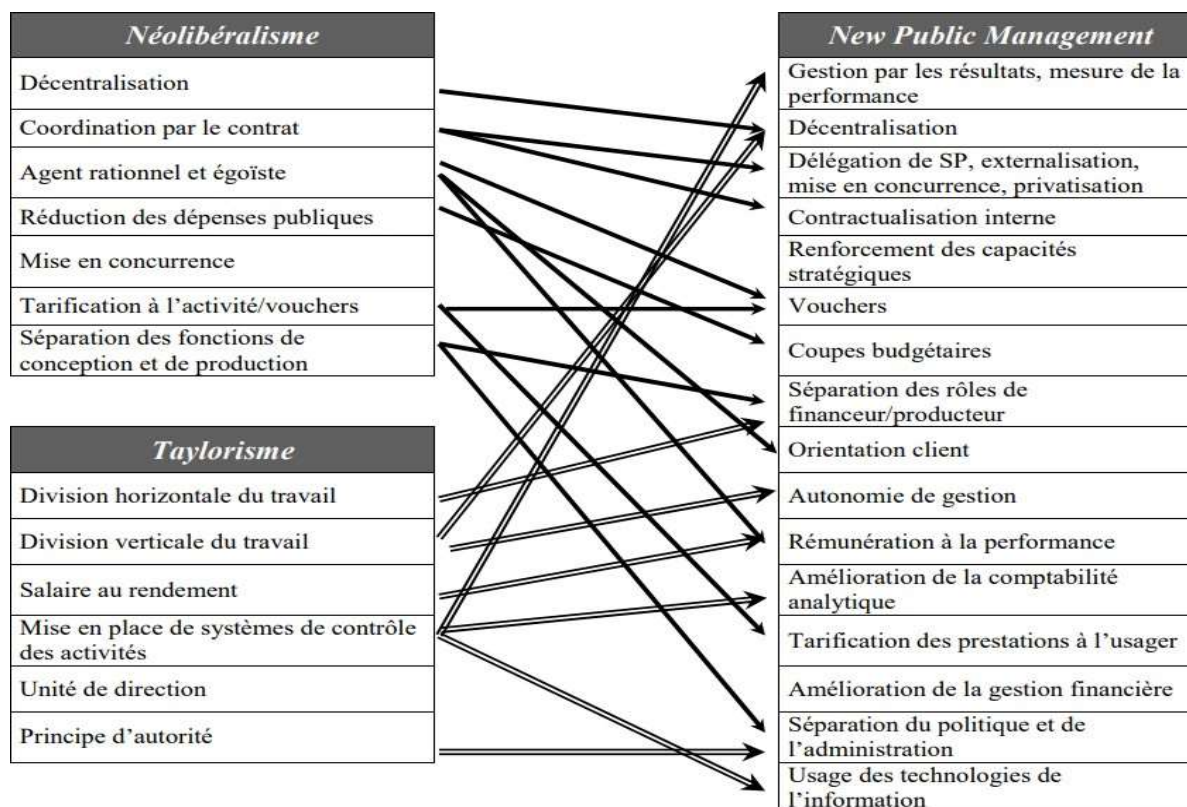 Néolibéralisme
Décentralisation
Coordination par le contrat
Agent rationnel et égoïste
Réduction des dépenses publiques
Mise en concurrence
Tarification à l'activité/vouchers
Séparation des fonctions de
conception et de production
Taylorisme
Division horizontale du travail
Division verticale du travail
Salaire au rendement
Mise en place de systèmes de contrôle
des activités
Unité de direction
Principe d'autorité
New Public Management
Gestion par les résultats, mesure de la
performance
Décentralisation
Délégation de SP, externalisation,
mise en concurrence, privatisation
Contractualisation interne
Renforcement des capacités
stratégiques
Vouchers
Coupes budgétaires
Séparation des rôles de
financeur/producteur
Orientation client
Autonomie de gestion
Rémunération à la performance
Amélioration de la comptabilité
analytique
Tarification des prestations à l'usager
Amélioration de la gestion financière
Séparation du politique et de
l'administration
Usage des technologies de
l'information